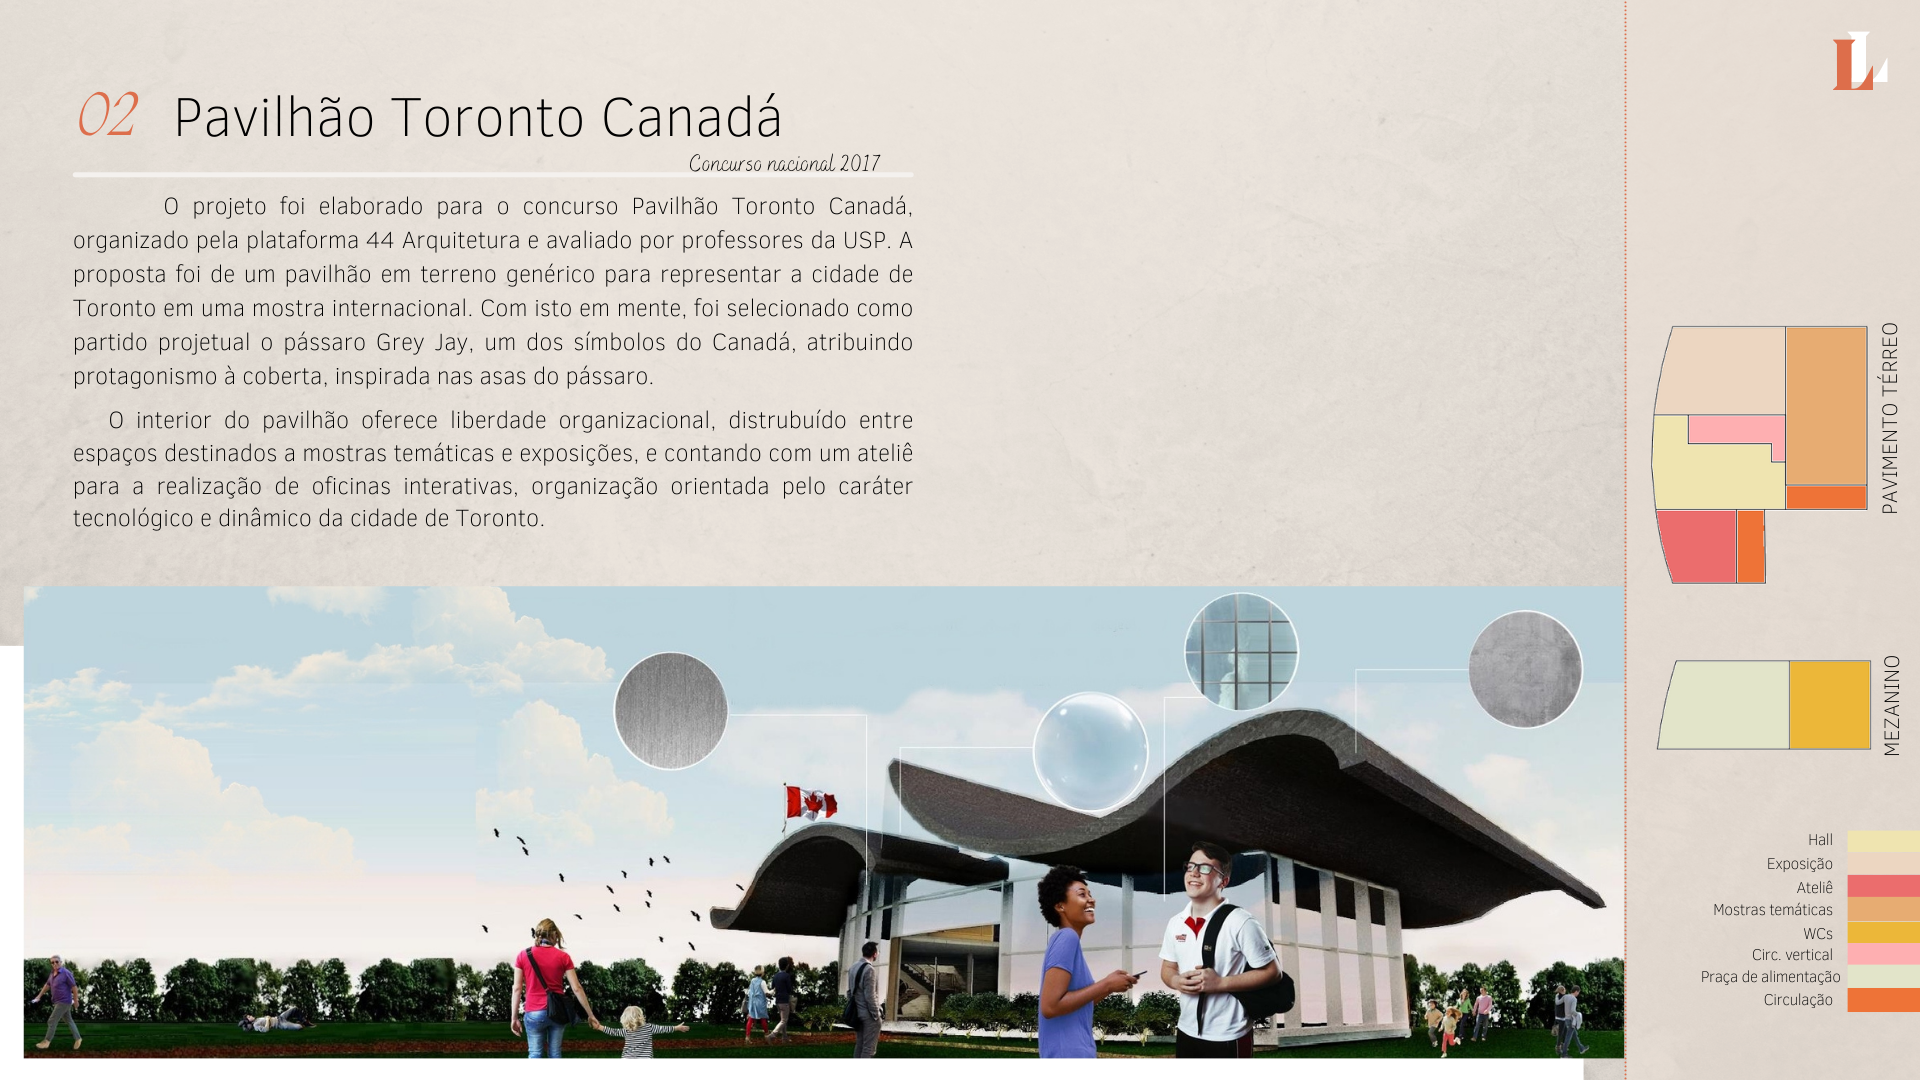 LL
02 Pavilhão Toronto Canadá
Concurso nacional 2017
O projeto foi elaborado para o concurso Pavilhão Toronto Canadá,
organizado pela plataforma 44 Arquitetura e avaliado por professores da USP. A
proposta foi de um pavilhão em terreno genérico para representar a cidade de
Toronto em uma mostra internacional. Com isto em mente, foi selecionado como
partido projetual o pássaro Grey Jay, um dos símbolos do Canadá, atribuindo
protagonismo à coberta, inspirada nas asas do pássaro.
O interior do pavilhão oferece liberdade organizacional, distrubuído entre
espaços destinados a mostras temáticas e exposições, e contando com um ateliê
para a realização de oficinas interativas, organização orientada pelo caráter
tecnológico e dinâmico da cidade de Toronto.
PAVIMENTO TÉRREO
MEZANINO
Hall
Exposição
Ateliê
Mostras temáticas
WCs
Circ. vertical
Praça de alimentação
Circulação